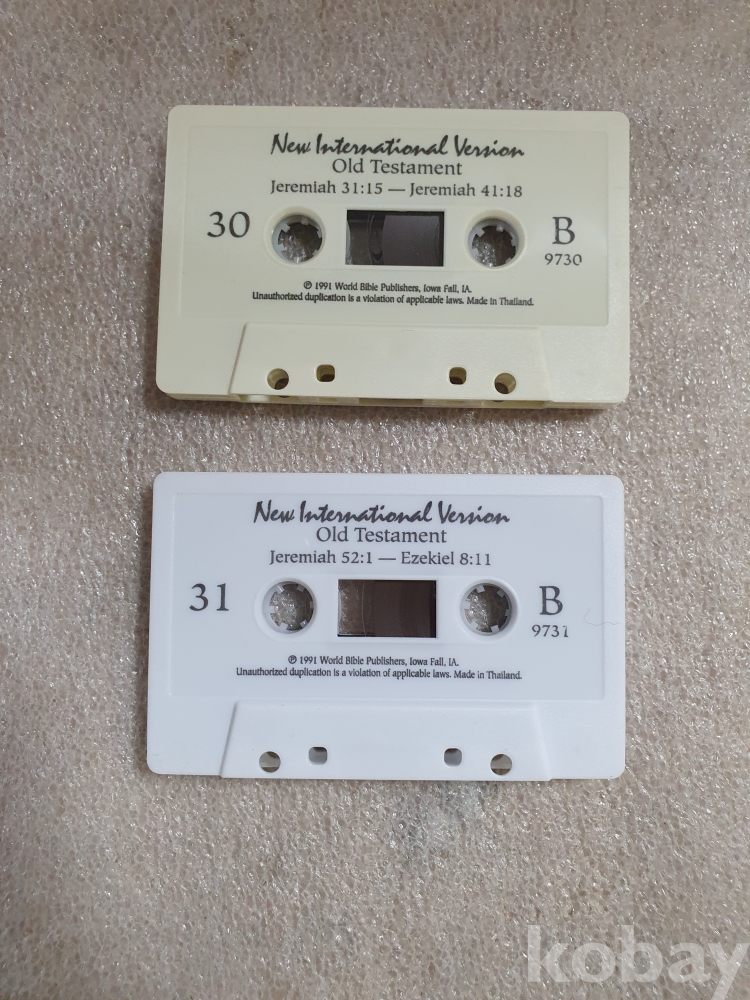 New International Version
Old Testament
Jeremiah 31:15 — Jeremiah 41:18
30
B
9730
℗ 1991 World Bible Publishers, Iowa Fall, IA.
Unauthorized duplication is a violation of applicable laws. Made in Thailand.
New International Version
Old Testament
Jeremiah 52:1 — Ezekiel 8:11
31
B
9731
℗ 1991 World Bible Publishers, Iowa Fall, IA.
Unauthorized duplication is a violation of applicable laws. Made in Thailand.
kobay